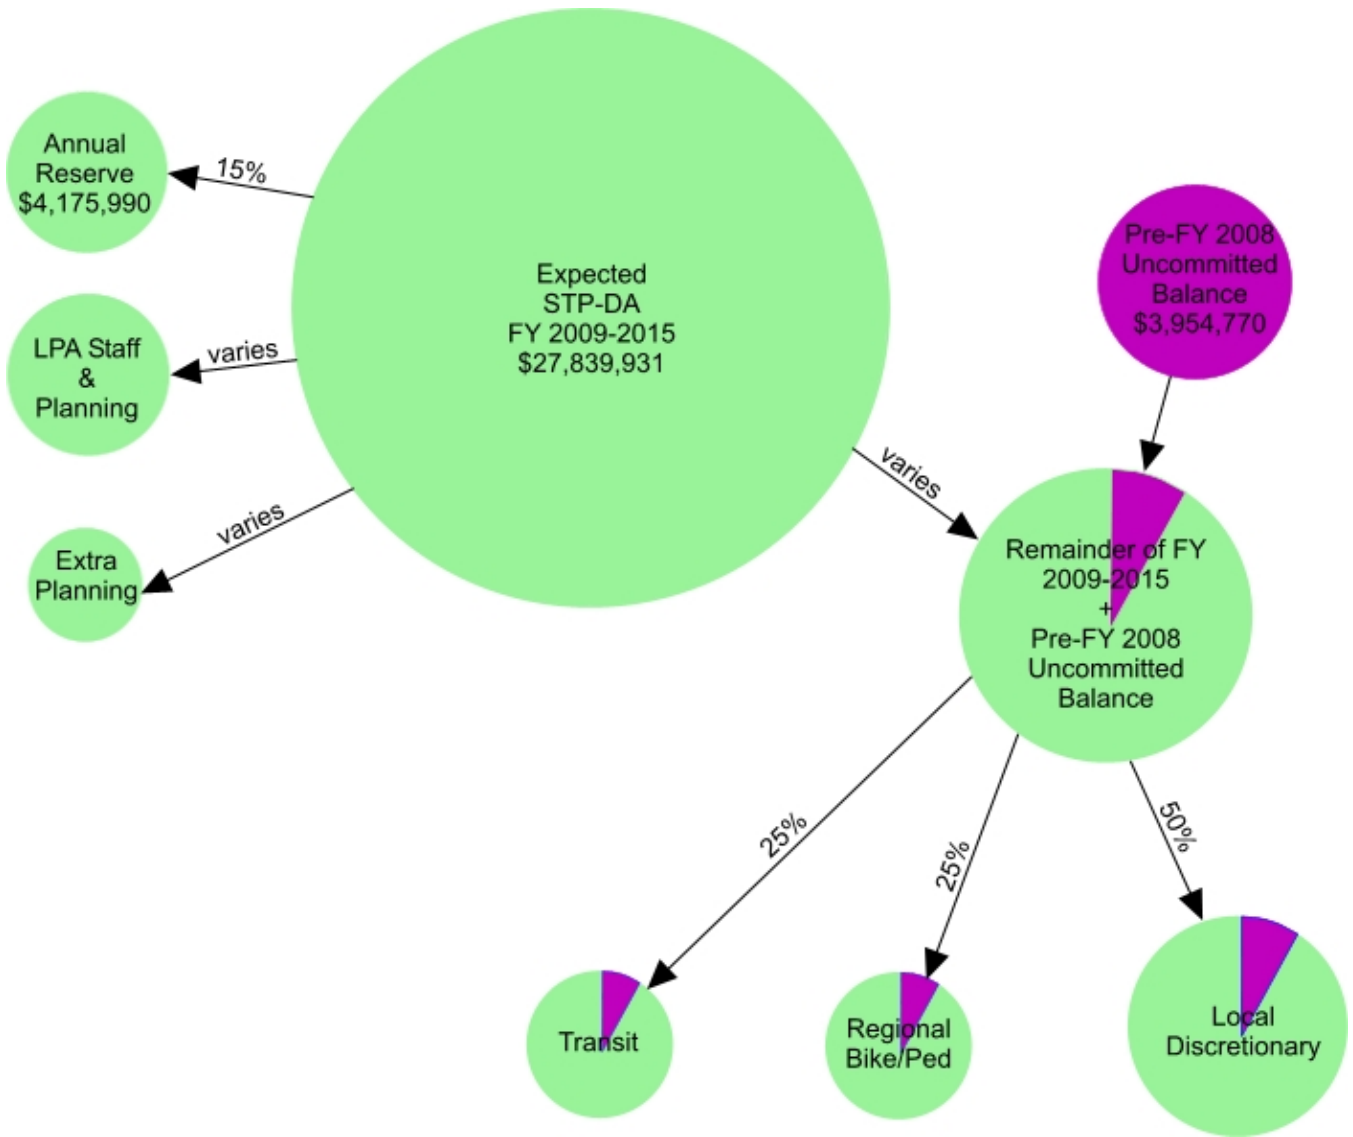 Annual
Reserve
$4,175,990
15%
Expected
STP-DA
FY 2009-2015
$27,839,931
Pre-FY 2008
Uncommitted
Balance
$3,954,770
LPA Staff
&
Planning
varies
varies
Extra
Planning
varies
Remainder of FY
2009-2015
+
Pre-FY 2008
Uncommitted
Balance
25%
25%
50%
Transit
Regional
Bike/Ped
Local
Discretionary